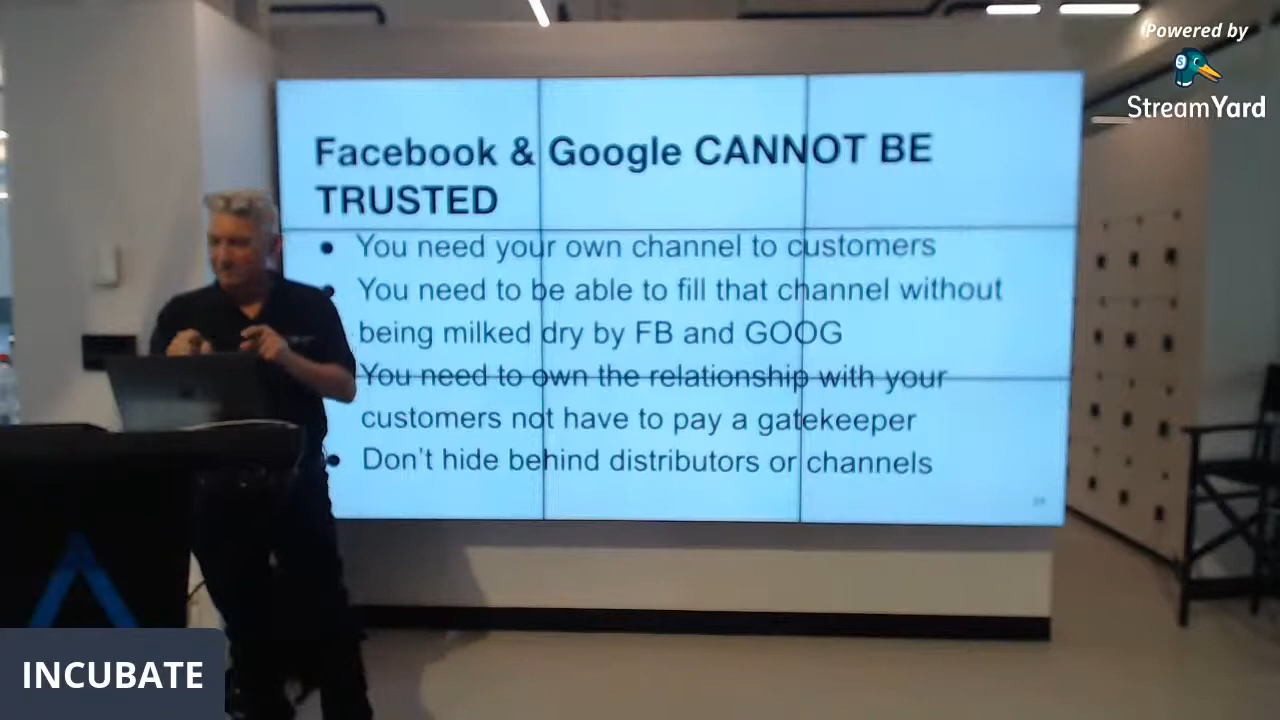 Powered by
StreamYard
Facebook & Google CANNOT BE
TRUSTED
• You need your own channel to customers
• You need to be able to fill that channel without
being milked dry by FB and GOOG
You need to own the relationship with your
customers not have to pay a gatekeeper
• Don't hide behind distributors or channels
INCUBATE